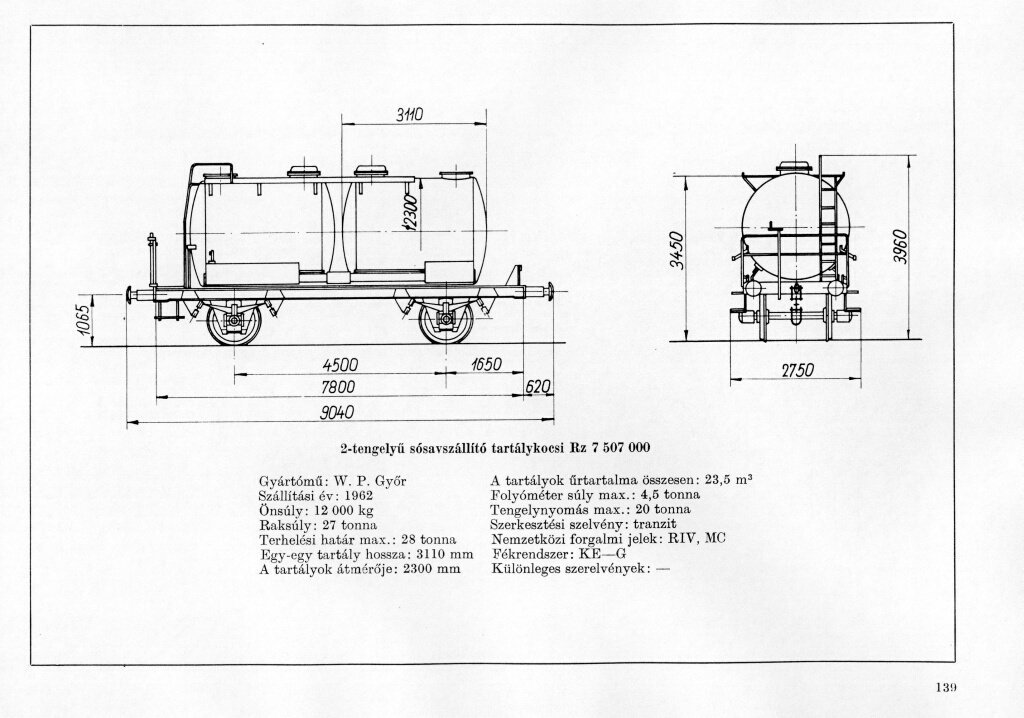 3110
2300
1065
4500
1650
7800
620
9040
3450
3960
2750
2-tengelyű sósavszállító tartálykocsi Rz 7 507 000
Gyártómű: W. P. Győr
Szállítási év: 1962
Önsúly: 12 000 kg
Raksúly: 27 tonna
Terhelési határ max.: 28 tonna
Egy-egy tartály hossza: 3110 mm
A tartályok átmérője: 2300 mm
A tartályok űrtartalma összesen: 23,5 m³
Folyóméter súly max.: 4,5 tonna
Tengelynyomás max.: 20 tonna
Szerkesztési szelvény: tranzit
Nemzetközi forgalmi jelek: RIV, MC
Fékrendszer: KE—G
Különleges szerelvények: —
139